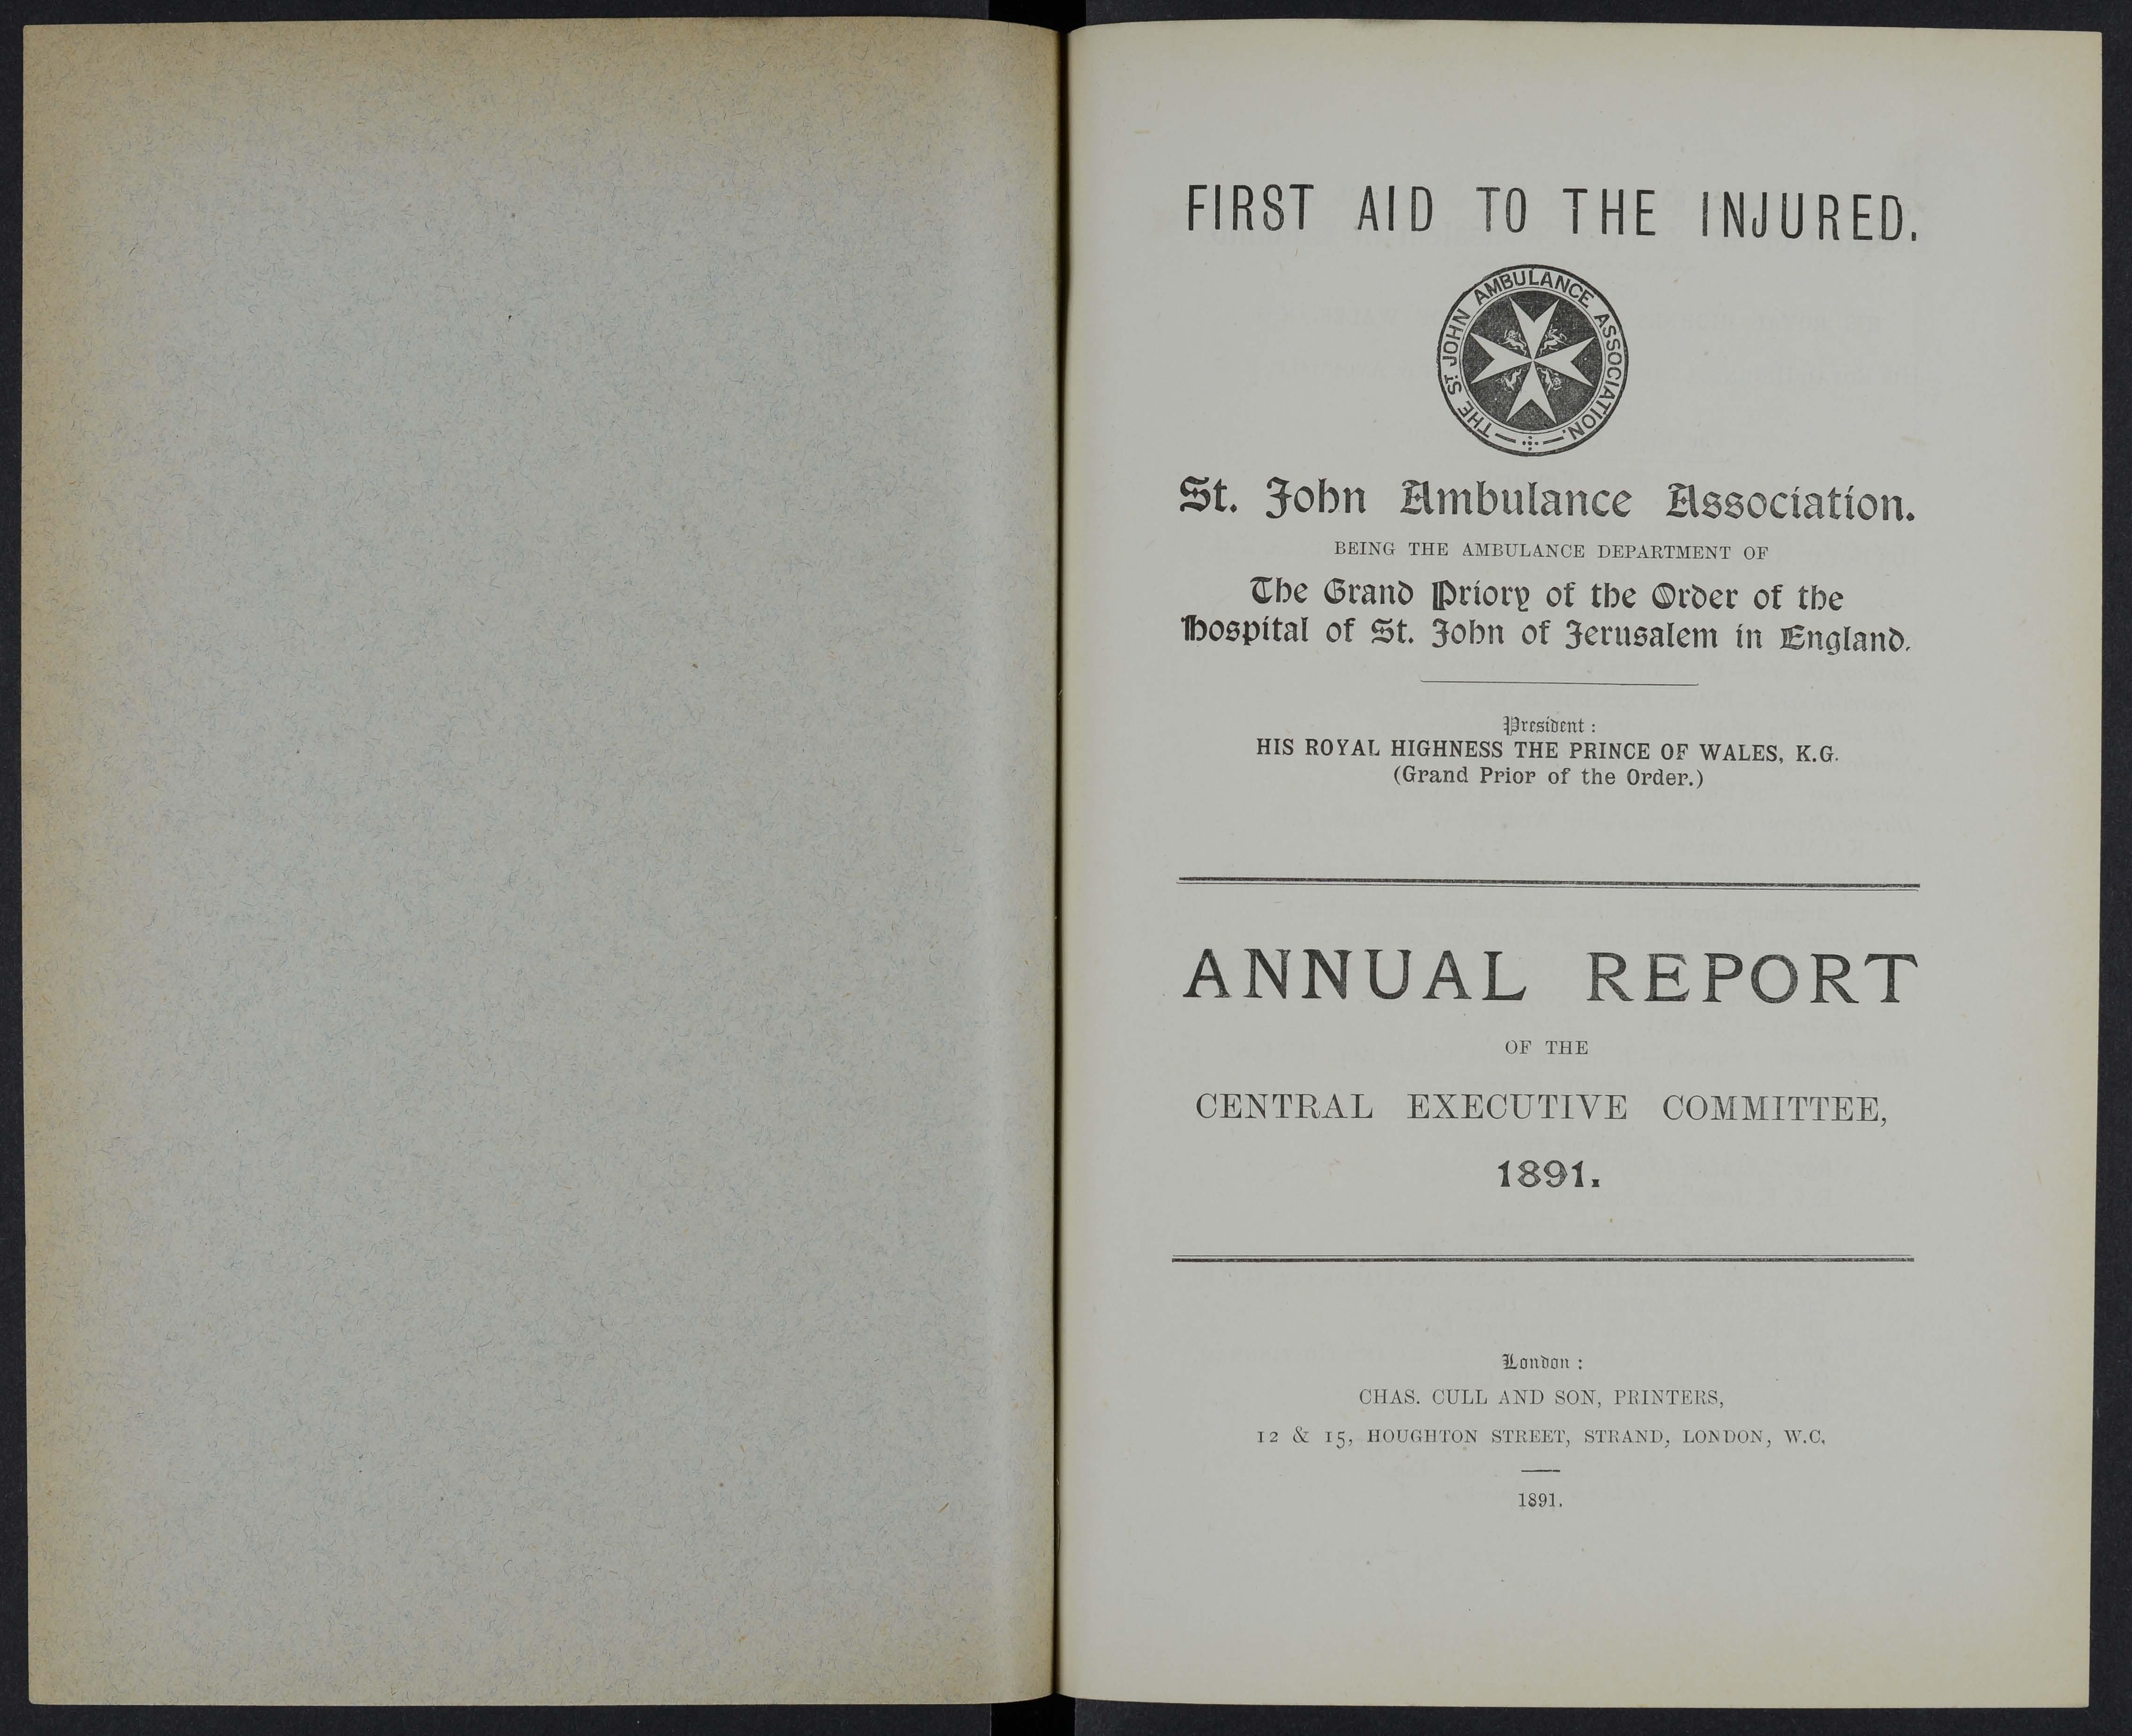 FIRST AID TO THE INJURED.
THE ST. JOHN AMBULANCE ASSOCIATION.
St. John Ambulance Association.
BEING THE AMBULANCE DEPARTMENT OF
The Grand Priory of the Order of the
Hospital of St. John of Jerusalem in England.
President :
HIS ROYAL HIGHNESS THE PRINCE OF WALES, K.G.
(Grand Prior of the Order.)
ANNUAL REPORT
OF THE
CENTRAL EXECUTIVE COMMITTEE,
1891.
London :
CHAS. CULL AND SON, PRINTERS,
12 & 15, HOUGHTON STREET, STRAND, LONDON, W.C.
1891.